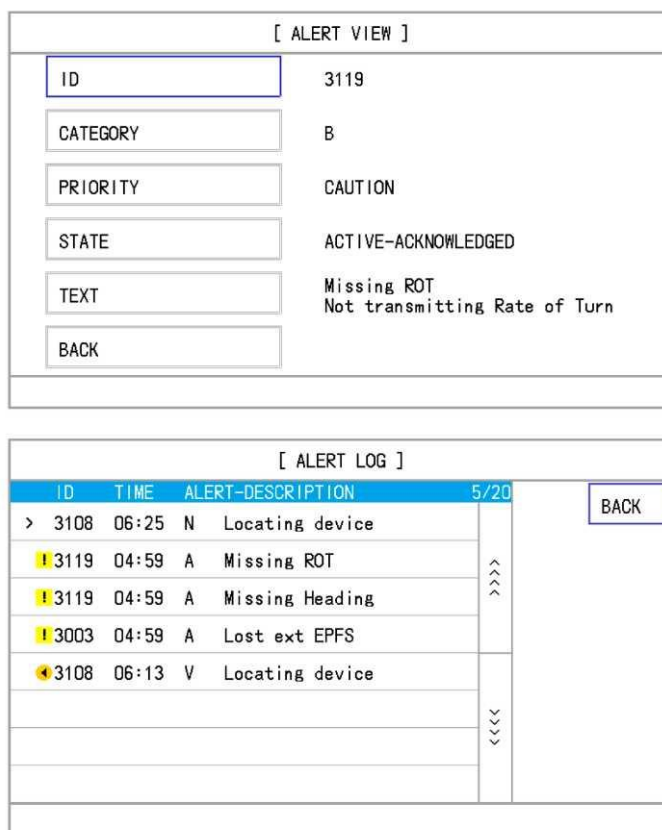 [ ALERT VIEW ]
ID 3119
CATEGORY B
PRIORITY CAUTION
STATE ACTIVE-ACKNOWLEDGED
TEXT Missing ROT
Not transmitting Rate of Turn
BACK
[ ALERT LOG ]
ID TIME ALERT-DESCRIPTION 5/20
BACK
> 3108 06:25 N Locating device
! 3119 04:59 A Missing ROT
! 3119 04:59 A Missing Heading
! 3003 04:59 A Lost ext EPFS
3108 06:13 V Locating device